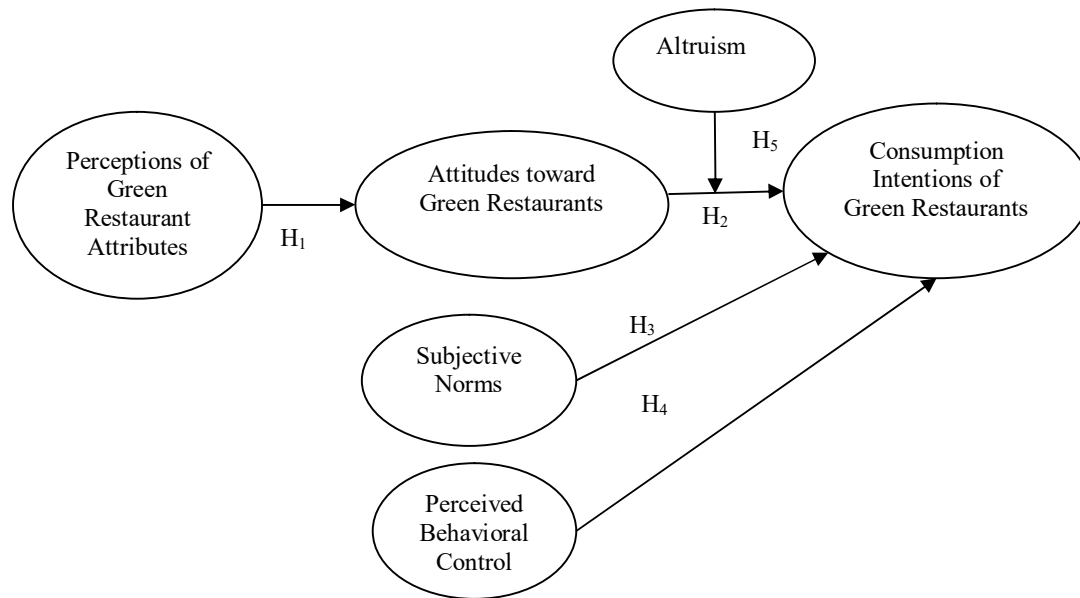 Altruism
Perceptions of
Green
Restaurant
Attributes
H₁
Attitudes toward
Green Restaurants
H₅
H₂
Consumption
Intentions of
Green Restaurants
Subjective
Norms
H₃
Perceived
Behavioral
Control
H₄